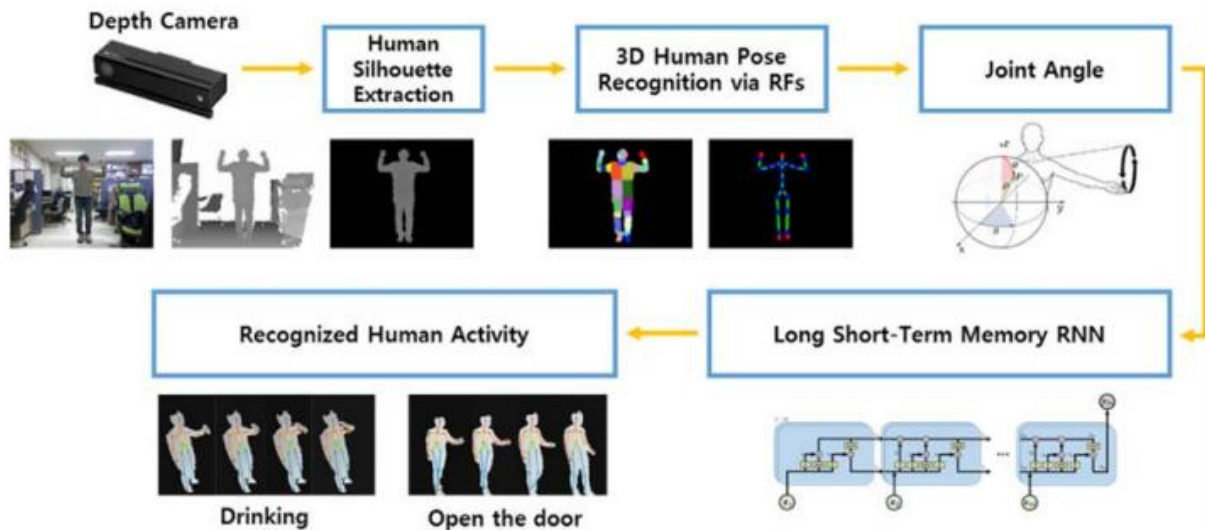 Depth Camera
Human
Silhouette
Extraction
3D Human Pose
Recognition via RFs
Joint Angle
Recognized Human Activity
Long Short-Term Memory RNN
Drinking
Open the door